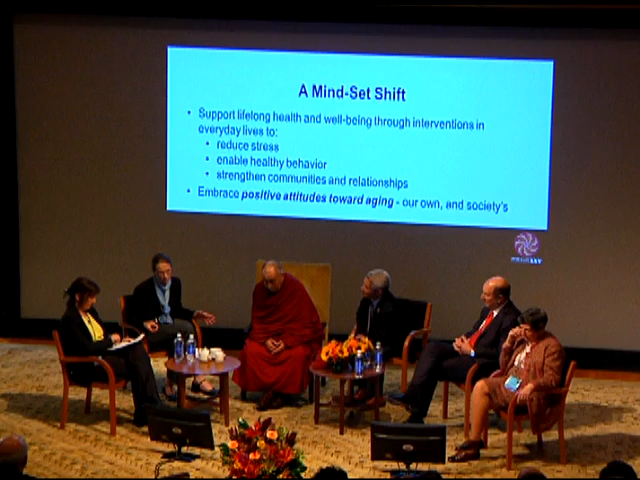 A Mind-Set Shift
• Support lifelong health and well-being through interventions in
everyday lives to:
• reduce stress
• enable healthy behavior
• strengthen communities and relationships
• Embrace positive attitudes toward aging - our own, and society's